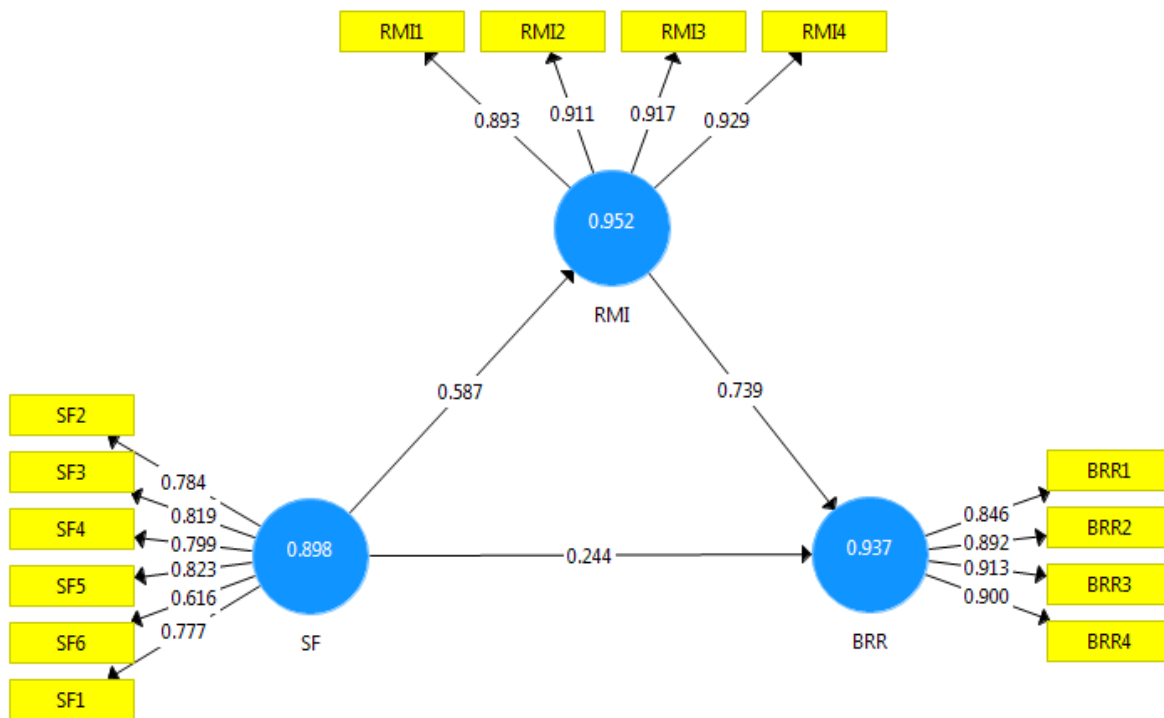 RMI1
RMI2
RMI3
RMI4
0.893
0.911
0.917
0.929
0.952
RMI
0.587
0.739
SF2
SF3
SF4
SF5
SF6
SF1
0.784
0.819
0.799
0.823
0.616
0.777
0.898
SF
0.244
0.937
BRR
0.846
0.892
0.913
0.900
BRR1
BRR2
BRR3
BRR4